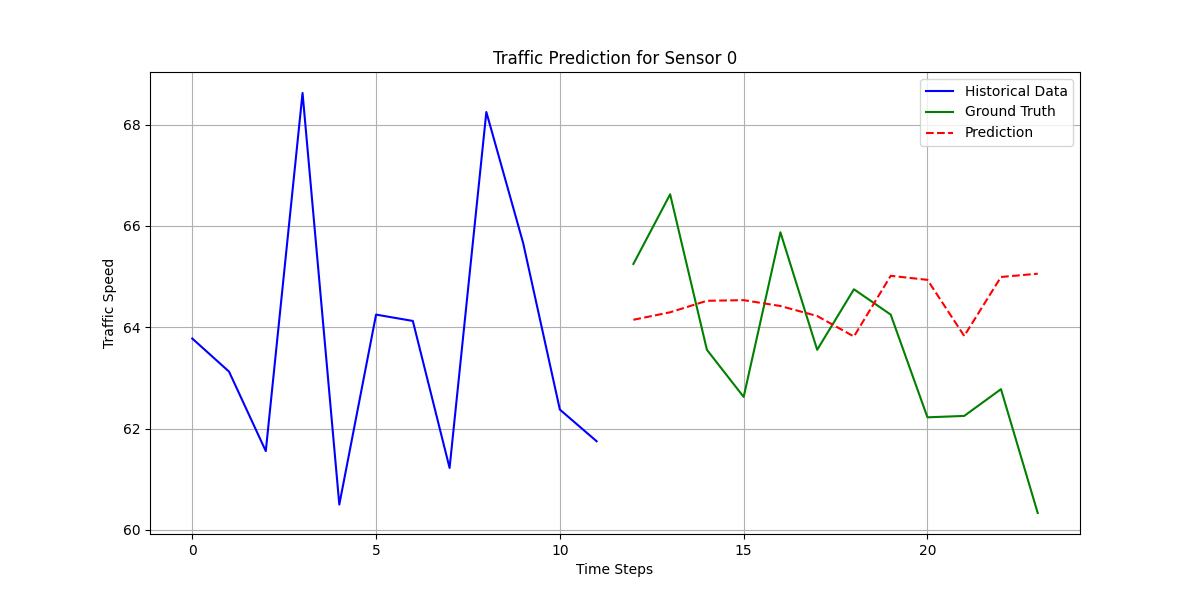 Traffic Prediction for Sensor 0
Historical Data
Ground Truth
Prediction
Traffic Speed
68
66
64
62
60
0 5 10 15 20
Time Steps